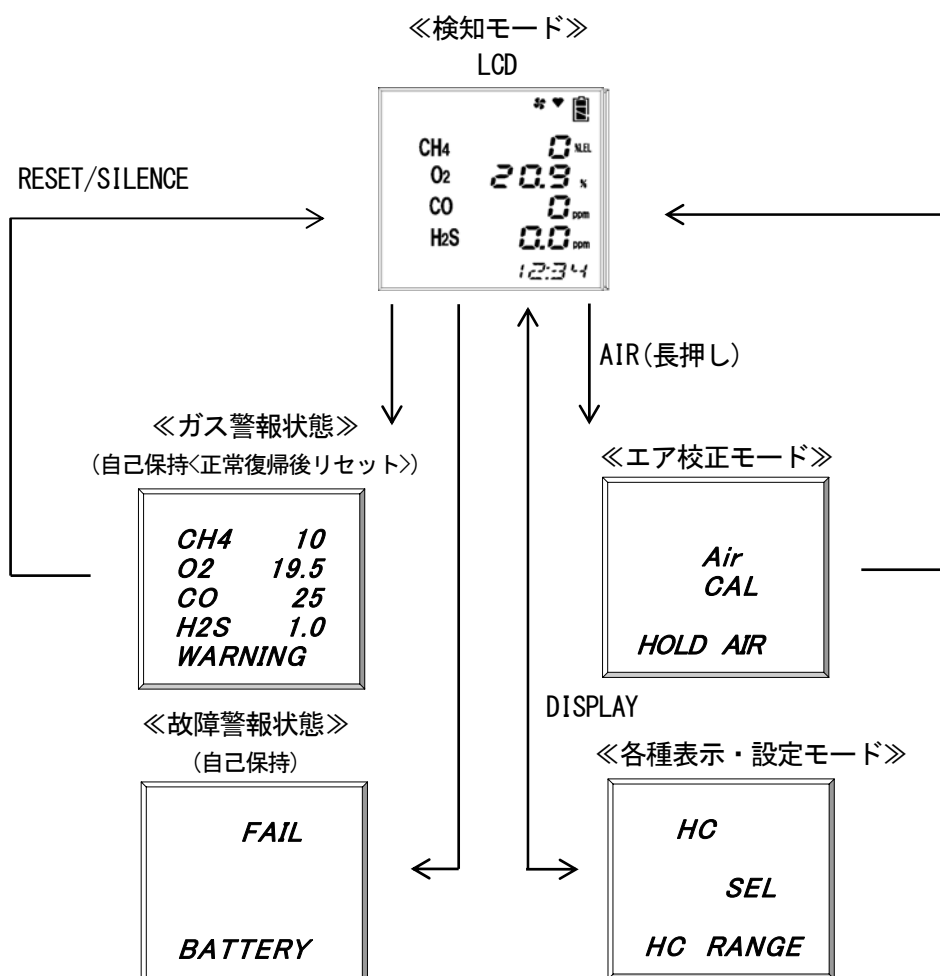 ≪検知モード≫
LCD
CH4 0 %LEL
O2 20.9 %
CO 0 ppm
H2S 0.0 ppm
12:34
RESET/SILENCE
AIR(長押し)
≪ガス警報状態≫
(自己保持<正常復帰後リセット>)
CH4 10
O2 19.5
CO 25
H2S 1.0
WARNING
≪エア校正モード≫
Air
CAL
HOLD AIR
≪故障警報状態≫
(自己保持)
FAIL
BATTERY
DISPLAY
≪各種表示・設定モード≫
HC
SEL
HC RANGE